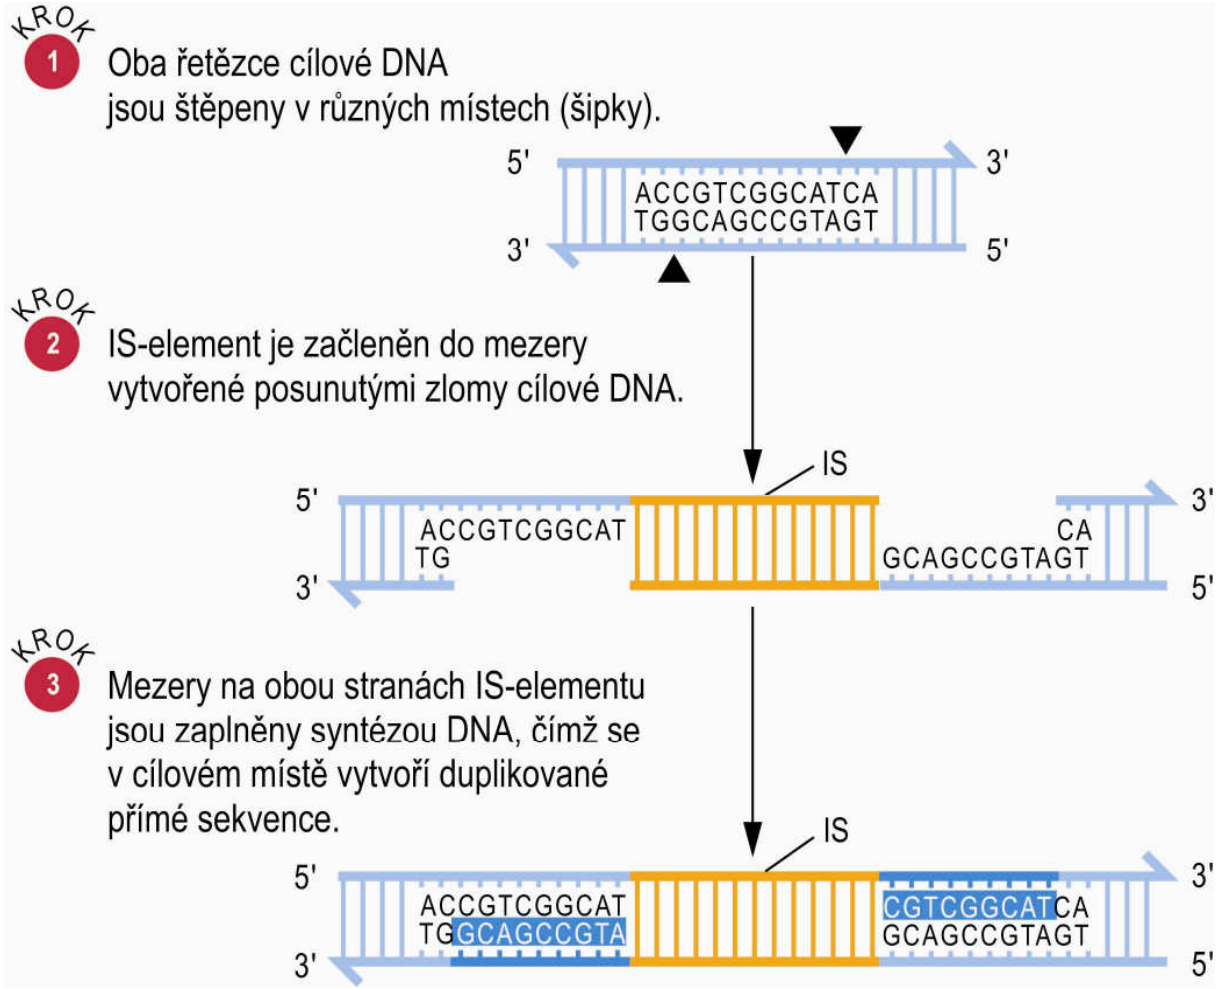 KROK
1
Oba řetězce cílové DNA
jsou štěpeny v různých místech (šipky).
5' 3'
ACCGTCGGCATCA
TGGCAGCCGTAGT
3' 5'
KROK
2
IS-element je začleněn do mezery
vytvořené posunutými zlomy cílové DNA.
IS
5' 3'
ACCGTCGGCAT CA
TG GCAGCCGTAGT
3' 5'
KROK
3
Mezery na obou stranách IS-elementu
jsou zaplněny syntézou DNA, čímž se
v cílovém místě vytvoří duplikované
přímé sekvence.
IS
5' 3'
ACCGTCGGCAT CGTCGGCATCA
TGGCAGCCGTA GCAGCCGTAGT
3' 5'